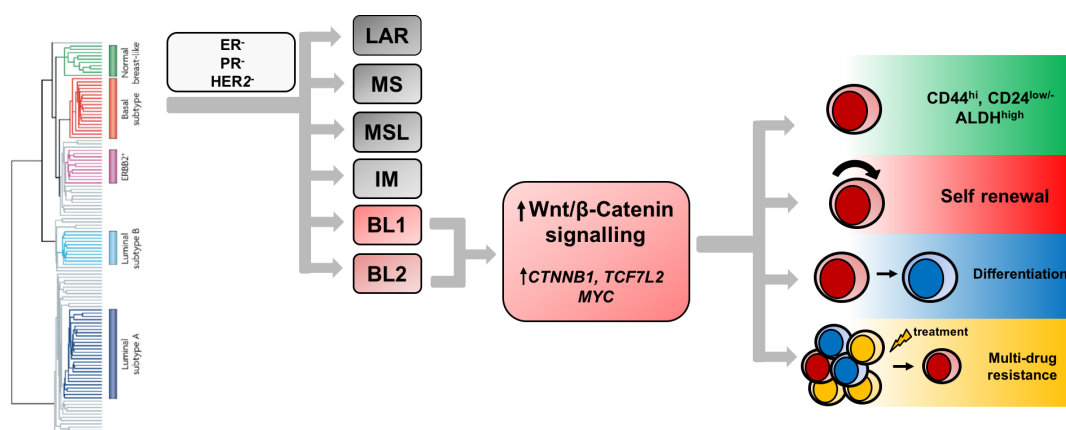 Normal
breast-like
Basal
subtype
ERBB2⁺
Luminal
subtype B
Luminal
subtype A
ER⁻
PR⁻
HER2⁻
LAR
MS
MSL
IM
BL1
BL2
↑Wnt/β-Catenin
signalling
↑CTNNB1, TCF7L2
MYC
CD44ʰⁱ, CD24ˡᵒʷ/⁻
ALDHʰⁱᵍʰ
Self renewal
Differentiation
treatment
Multi-drug
resistance